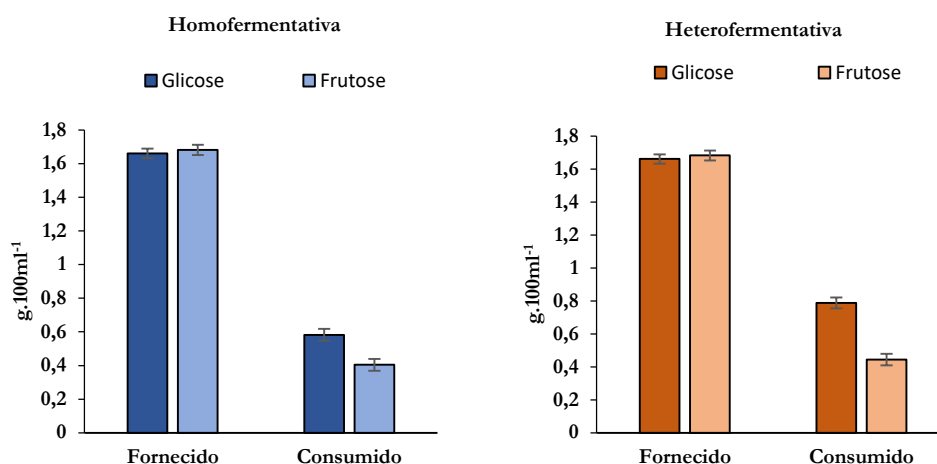 Homofermentativa
Glicose Frutose
1,8
1,6
1,4
1,2
1
0,8
0,6
0,4
0,2
0
g.100ml⁻¹
Fornecido Consumido
Heterofermentativa
Glicose Frutose
1,8
1,6
1,4
1,2
1
0,8
0,6
0,4
0,2
0
g.100ml⁻¹
Fornecido Consumido